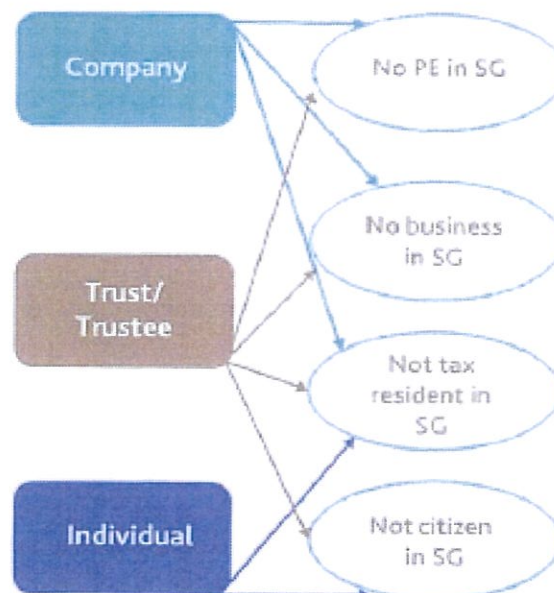 Company
No PE in SG
No business
in SG
Trust/
Trustee
Not tax
resident in
SG
Individual
Not citizen
in SG